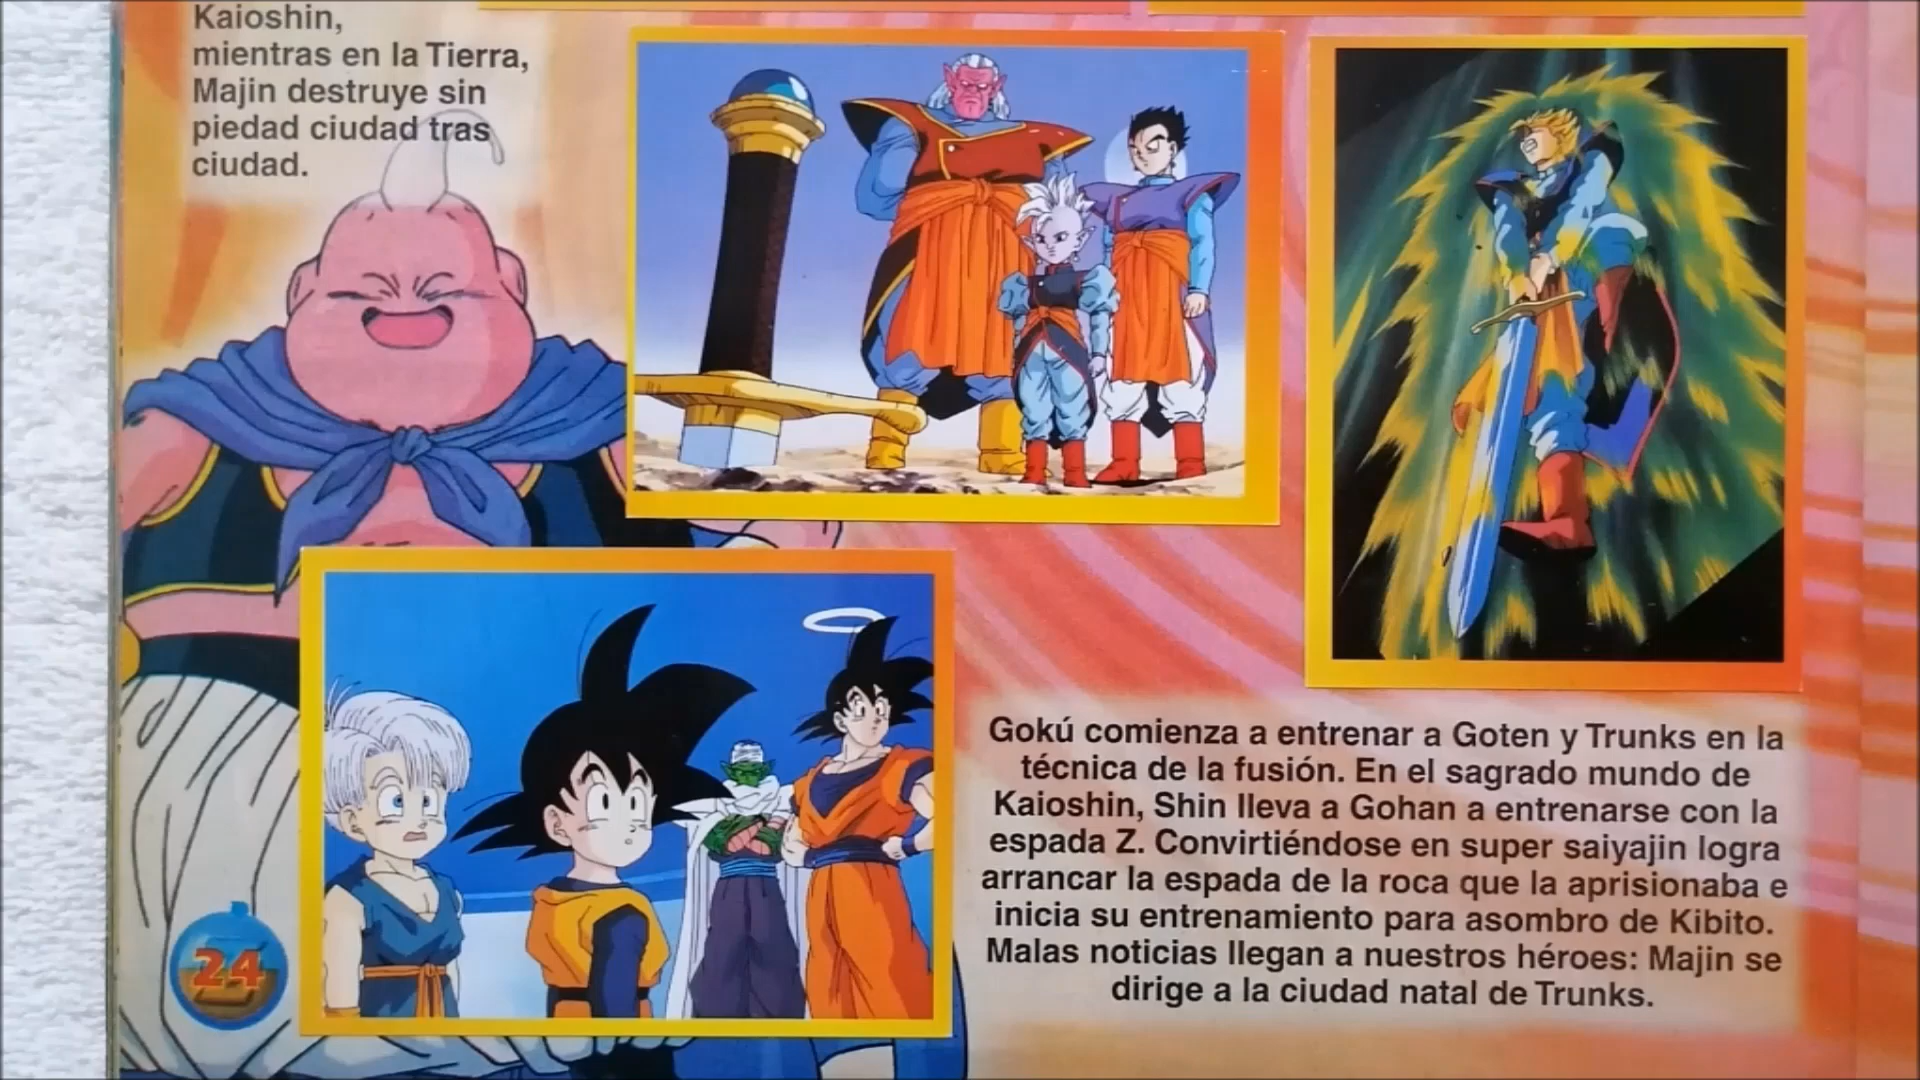 Kaioshin,
mientras en la Tierra,
Majin destruye sin
piedad ciudad tras
ciudad.
Gokú comienza a entrenar a Goten y Trunks en la
técnica de la fusión. En el sagrado mundo de
Kaioshin, Shin lleva a Gohan a entrenarse con la
espada Z. Convirtiéndose en super saiyajin logra
arrancar la espada de la roca que la aprisionaba e
inicia su entrenamiento para asombro de Kibito.
Malas noticias llegan a nuestros héroes: Majin se
dirige a la ciudad natal de Trunks.
24